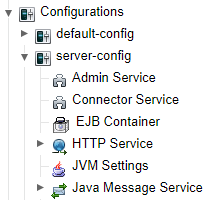 Configurations
default-config
server-config
Admin Service
Connector Service
EJB Container
HTTP Service
JVM Settings
Java Message Service